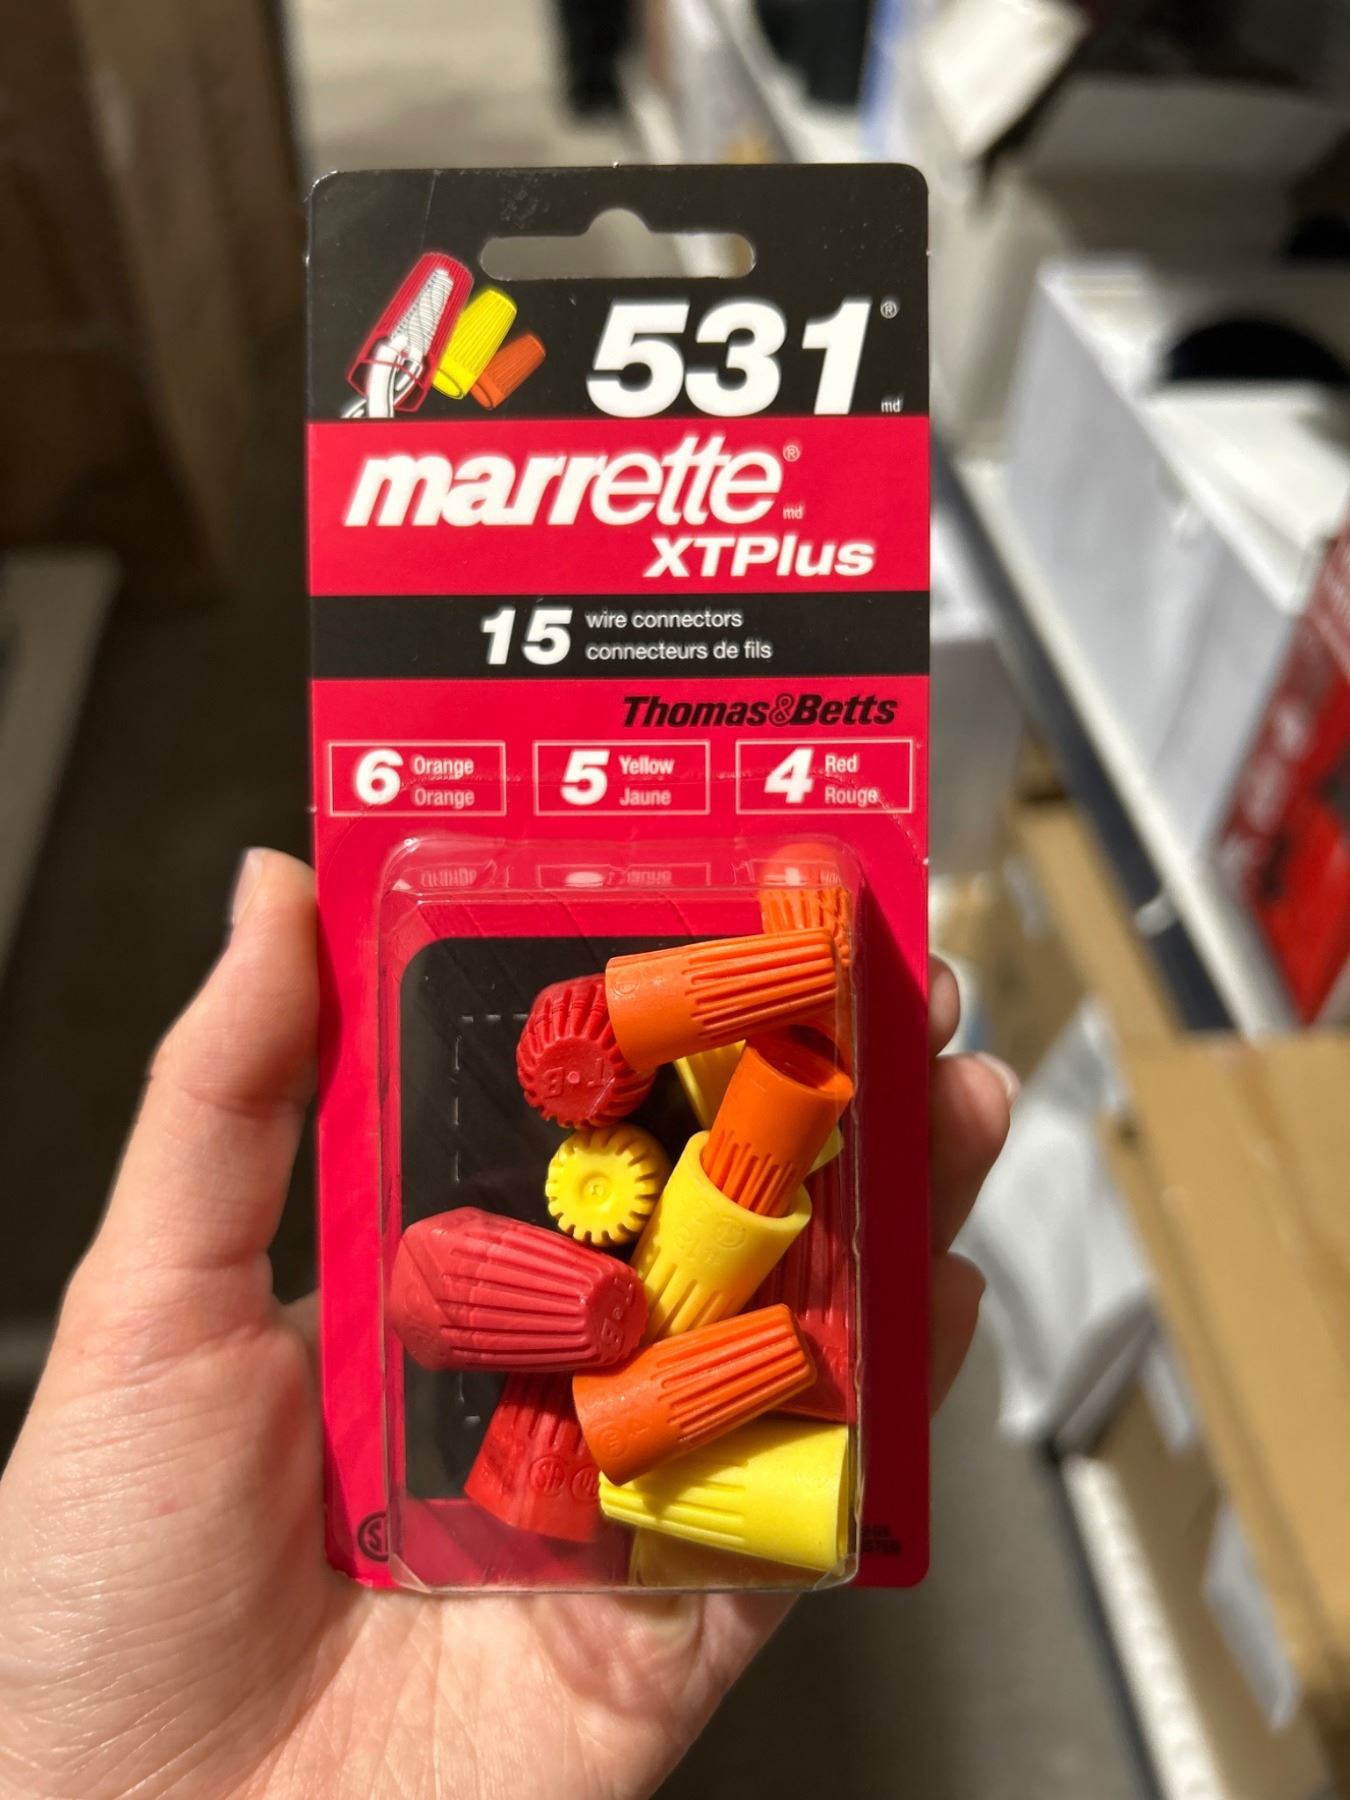 531®
md
marrette®
md
XTPlus
15 wire connectors
connecteurs de fils
Thomas&Betts
6 Orange
Orange
5 Yellow
Jaune
4 Red
Rouge
T•B
T•B